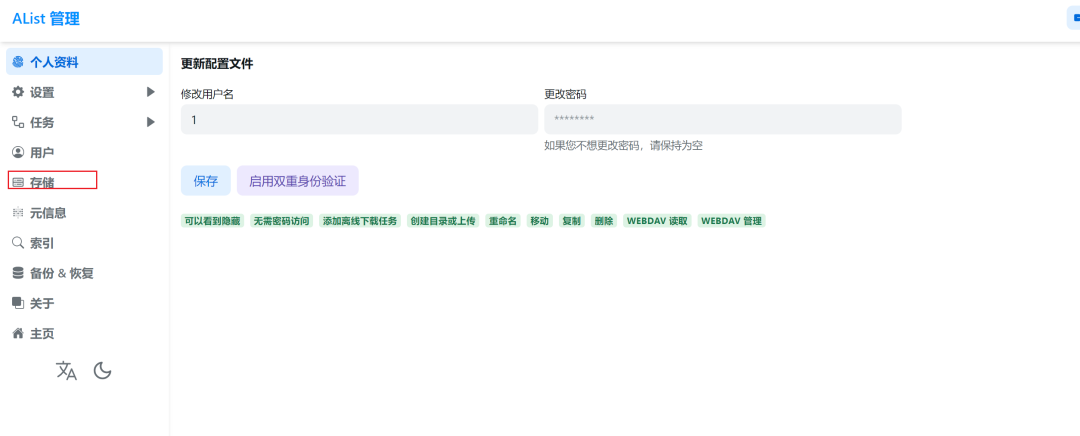 AList 管理
个人资料
设置
任务
用户
存储
元信息
索引
备份 & 恢复
关于
主页
更新配置文件
修改用户名 更改密码
1 ********
如果您不想更改密码，请保持为空
保存 启用双重身份验证
可以看到隐藏 无需密码访问 添加离线下载任务 创建目录或上传 重命名 移动 复制 删除 WEBDAV 读取 WEBDAV 管理